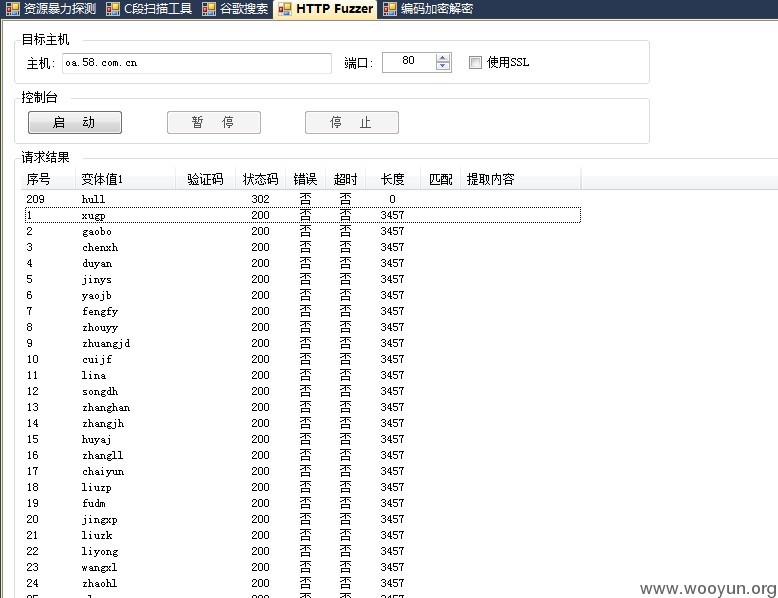 资源暴力探测 C段扫描工具 谷歌搜索 HTTP Fuzzer 编码加密解密
目标主机
主机: oa.58.com.cn 端口: 80 使用SSL
控制台
启 动 暂 停 停 止
请求结果
序号 变体值1 验证码 状态码 错误 超时 长度 匹配 提取内容
209 hull 302 否 否 0
1 xugp 200 否 否 3457
2 gaobo 200 否 否 3457
3 chenxh 200 否 否 3457
4 duyan 200 否 否 3457
5 jinys 200 否 否 3457
6 yaojb 200 否 否 3457
7 fengfy 200 否 否 3457
8 zhouyy 200 否 否 3457
9 zhuangjd 200 否 否 3457
10 cuijf 200 否 否 3457
11 lina 200 否 否 3457
12 songdh 200 否 否 3457
13 zhanghan 200 否 否 3457
14 zhangjh 200 否 否 3457
15 huyaj 200 否 否 3457
16 zhangll 200 否 否 3457
17 chaiyun 200 否 否 3457
18 liuzp 200 否 否 3457
19 fudm 200 否 否 3457
20 jingxp 200 否 否 3457
21 liuzk 200 否 否 3457
22 liyong 200 否 否 3457
23 wangxl 200 否 否 3457
24 zhaohl 200 否 否 3457
www.wooyun.org